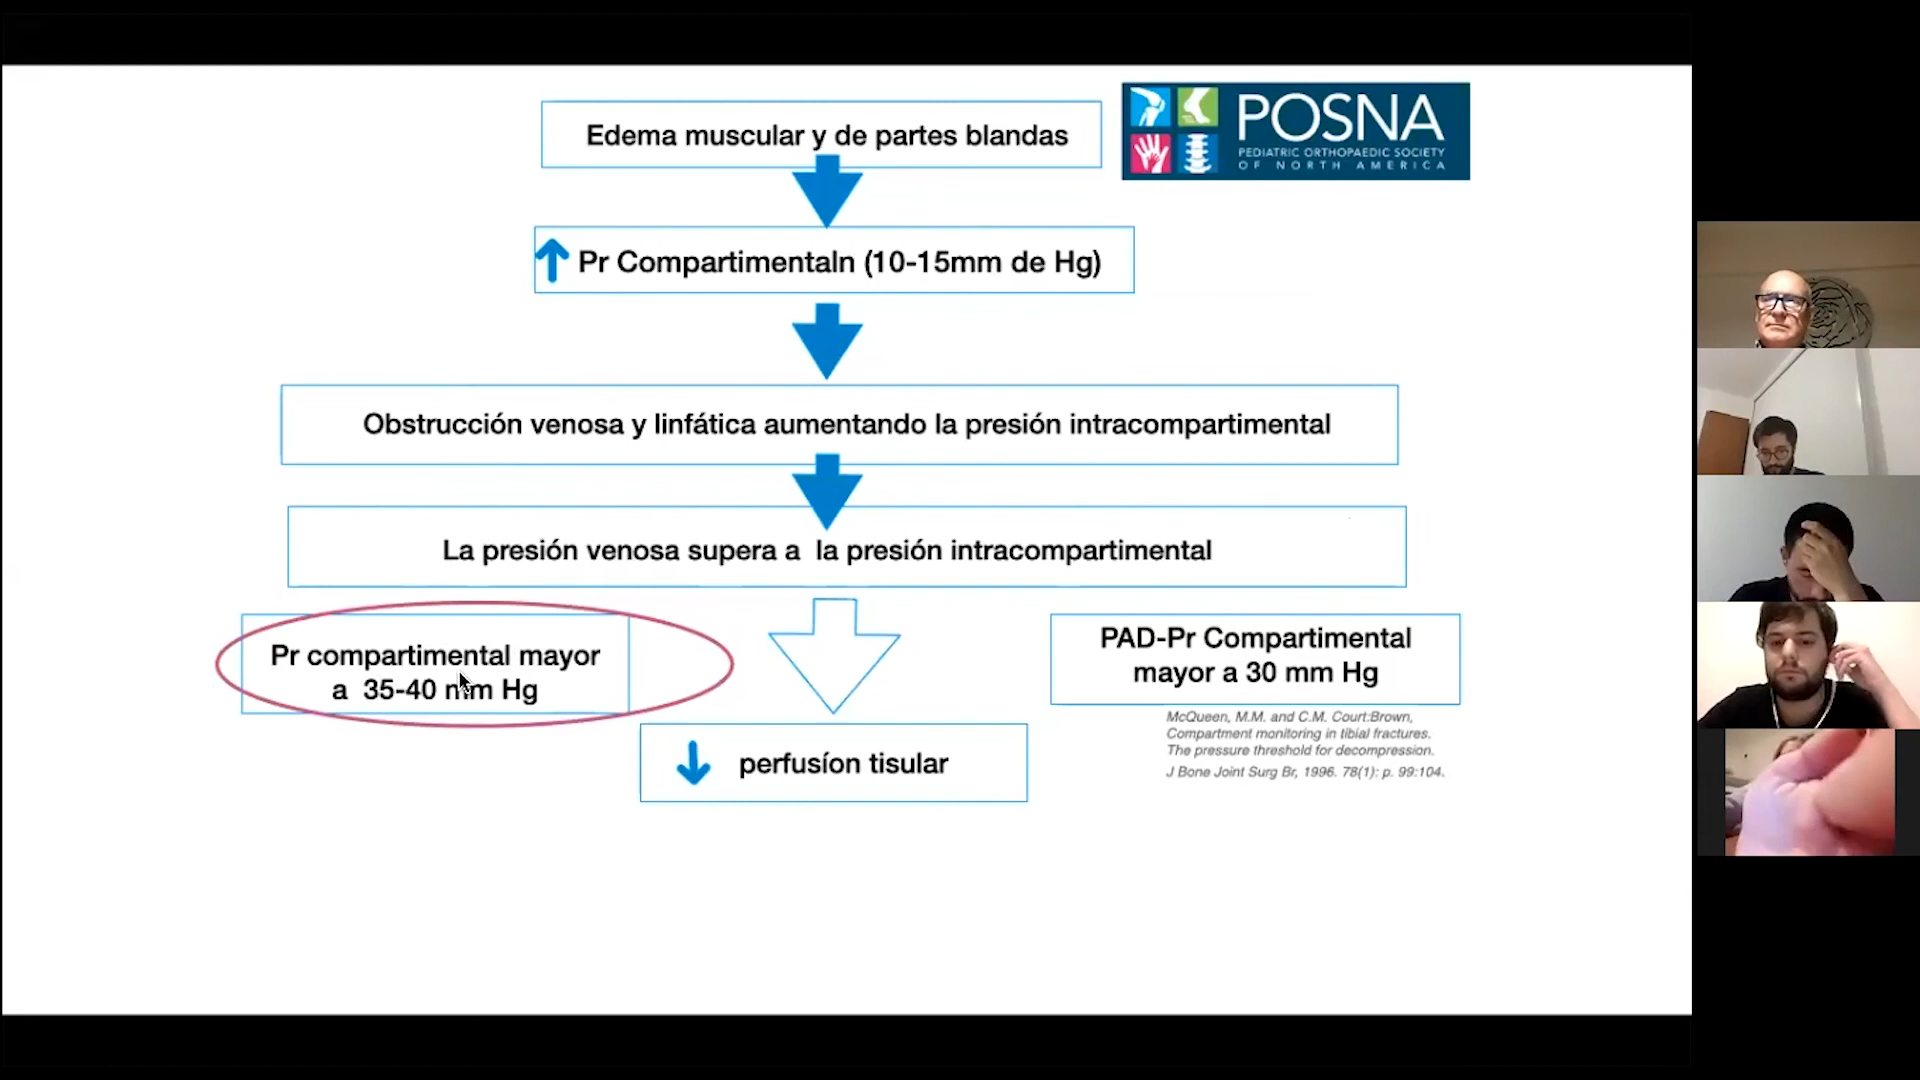 Edema muscular y de partes blandas
POSNA
PEDIATRIC ORTHOPAEDIC SOCIETY
OF NORTH AMERICA
Pr Compartimentaln (10-15mm de Hg)
Obstrucción venosa y linfática aumentando la presión intracompartimental
La presión venosa supera a la presión intracompartimental
Pr compartimental mayor
a 35-40 mm Hg
PAD-Pr Compartimental
mayor a 30 mm Hg
McQueen, M.M. and C.M. Court:Brown,
Compartment monitoring in tibial fractures.
The pressure threshold for decompression.
J Bone Joint Surg Br, 1996. 78(1): p. 99:104.
perfusíon tisular